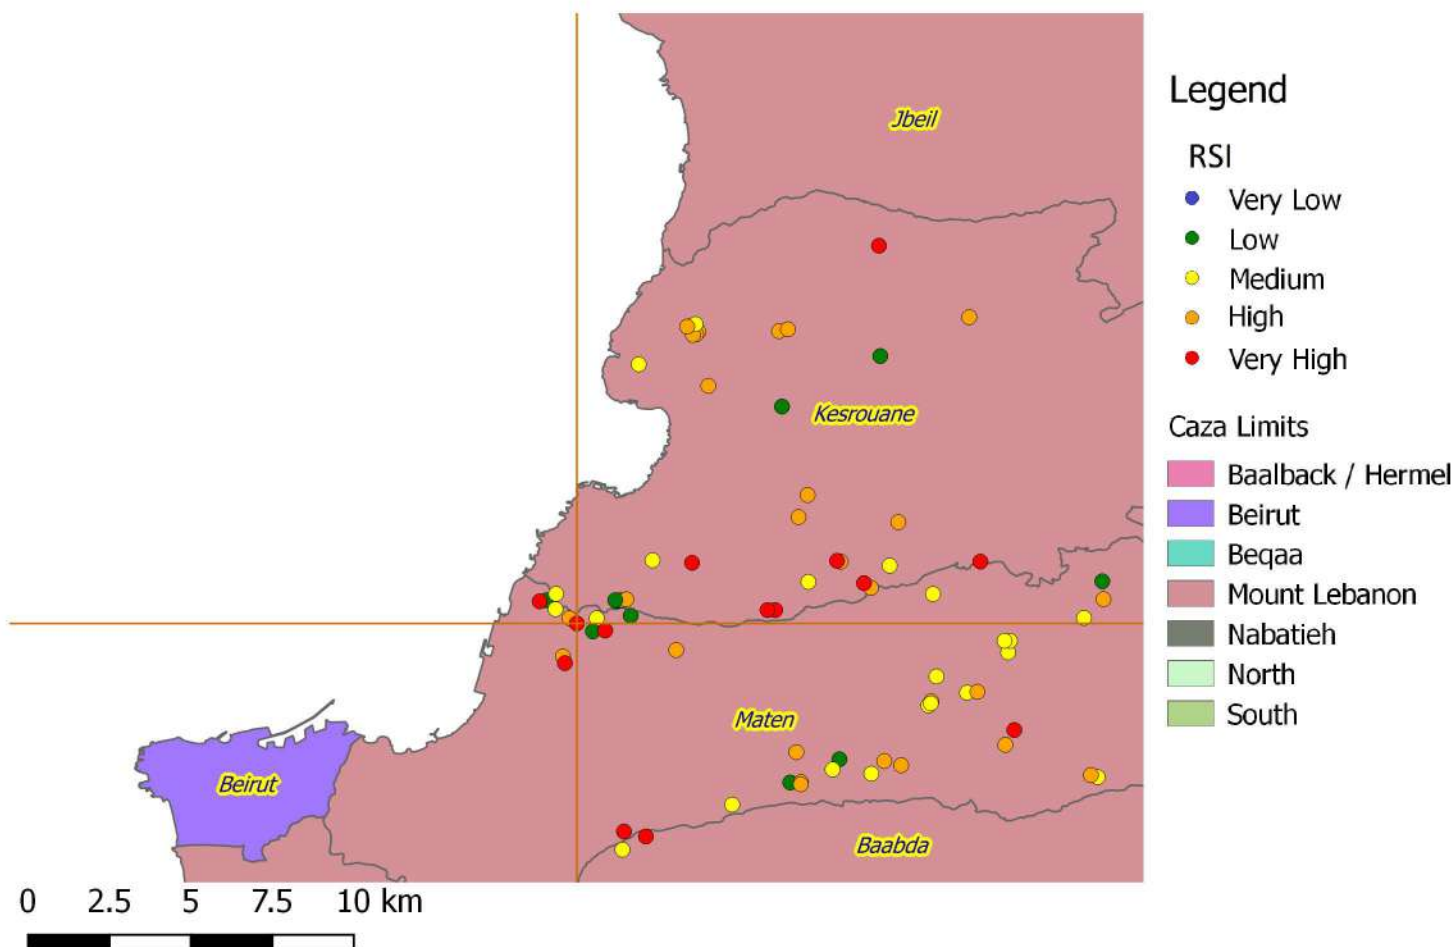 Jbeil
Kesrouane
Maten
Beirut
Baabda
Legend
RSI
Very Low
Low
Medium
High
Very High
Caza Limits
Baalback / Hermel
Beirut
Beqaa
Mount Lebanon
Nabatieh
North
South
0 2.5 5 7.5 10 km